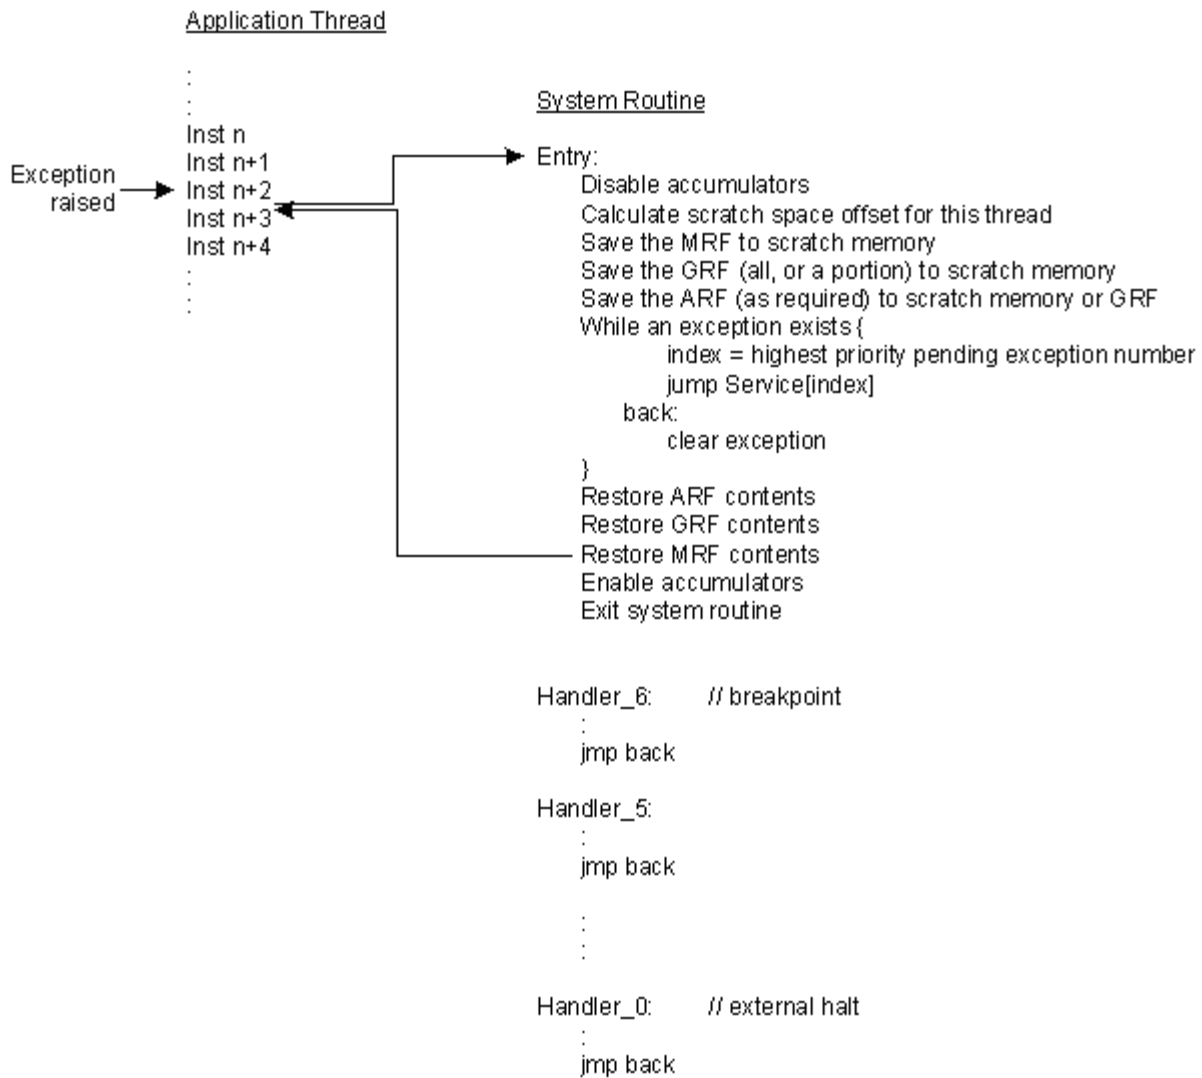 Application Thread
:
:
Inst n
Inst n+1
Exception
raised
Inst n+2
Inst n+3
Inst n+4
:
:
System Routine
Entry:
Disable accumulators
Calculate scratch space offset for this thread
Save the MRF to scratch memory
Save the GRF (all, or a portion) to scratch memory
Save the ARF (as required) to scratch memory or GRF
While an exception exists {
index = highest priority pending exception number
jump Service[index]
back:
clear exception
}
Restore ARF contents
Restore GRF contents
Restore MRF contents
Enable accumulators
Exit system routine
Handler_6: // breakpoint
:
jmp back
Handler_5:
:
jmp back
:
:
Handler_0: // external halt
:
jmp back